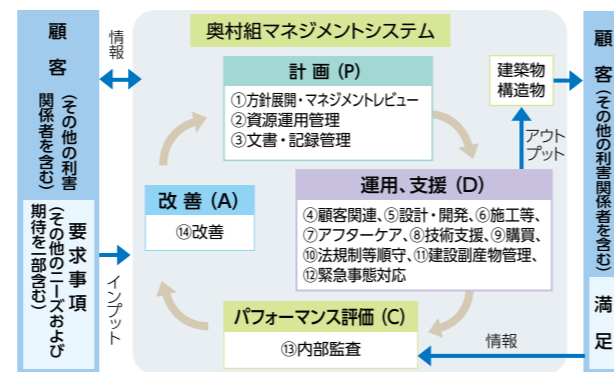 奥村組マネジメントシステム
顧客
(その他の利害
関係者を含む)
要求事項
(その他のニーズおよび
期待を一部含む)
情報
インプット
計画(P)
①方針展開・マネジメントレビュー
②資源運用管理
③文書・記録管理
運用、支援(D)
④顧客関連、⑤設計・開発、⑥施工等、
⑦アフターケア、⑧技術支援、⑨購買、
⑩法規制等順守、⑪建設副産物管理、
⑫緊急事態対応
改善(A)
⑭改善
パフォーマンス評価(C)
⑬内部監査
建築物
構造物
アウト
プット
情報
顧客(その他の利害関係者を含む)
満足